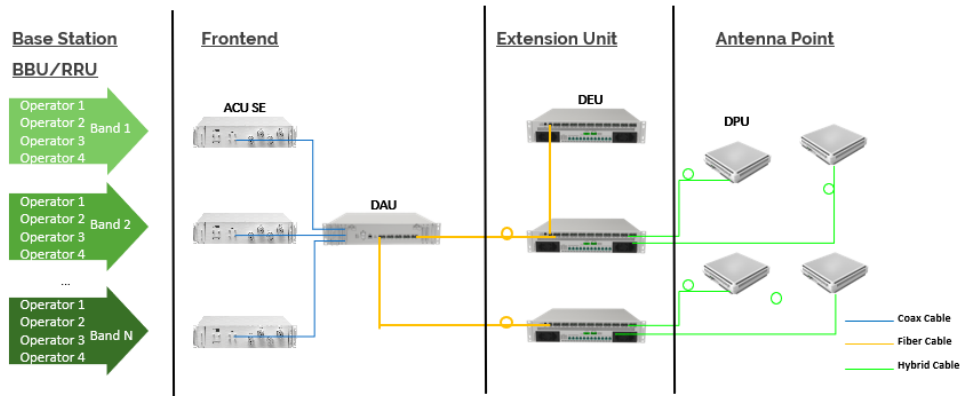 Base Station
BBU/RRU
Frontend
Extension Unit
Antenna Point
Operator 1
Operator 2
Operator 3
Operator 4
Band 1
Operator 1
Operator 2
Operator 3
Operator 4
Band 2
...
Operator 1
Operator 2
Operator 3
Operator 4
Band N
ACU SE
DAU
DEU
DPU
Coax Cable
Fiber Cable
Hybrid Cable